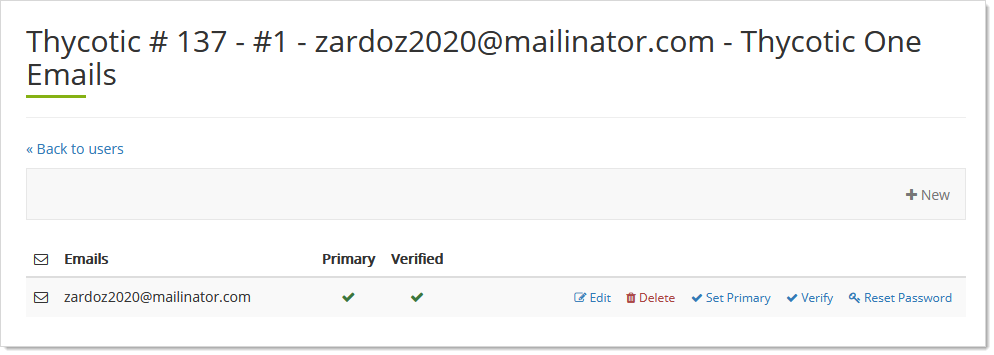 Thycotic # 137 - #1 - zardoz2020@mailinator.com - Thycotic One
Emails
« Back to users
New
Emails Primary Verified
zardoz2020@mailinator.com Edit Delete Set Primary Verify Reset Password